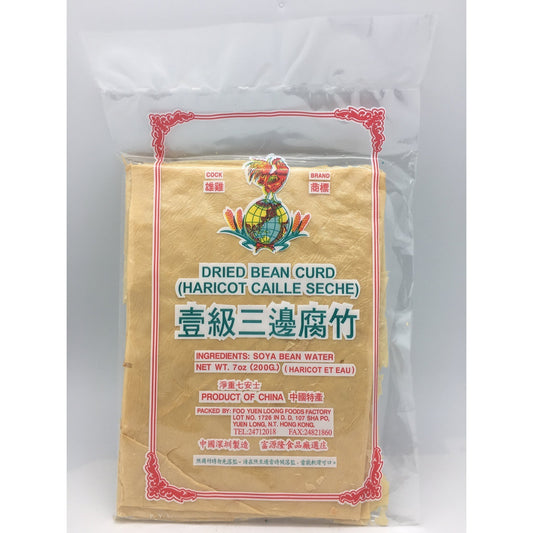 COCK BRAND
雄雞 商標
DRIED BEAN CURD
(HARICOT CAILLE SECHE)
壹級三邊腐竹
INGREDIENTS: SOYA BEAN WATER
NET WT. 7oz (200G.) (HARICOT ET EAU)
淨重七安士
PRODUCT OF CHINA 中國特產
PACKED BY: FOO YUEN LOONG FOODS FACTORY
LOT NO. 1726 IN D. D. 107 SHA PO,
YUEN LONG, N.T. HONG KONG.
TEL:24712018 FAX:24821860
中國深圳製造 富源隆食品廠選庄